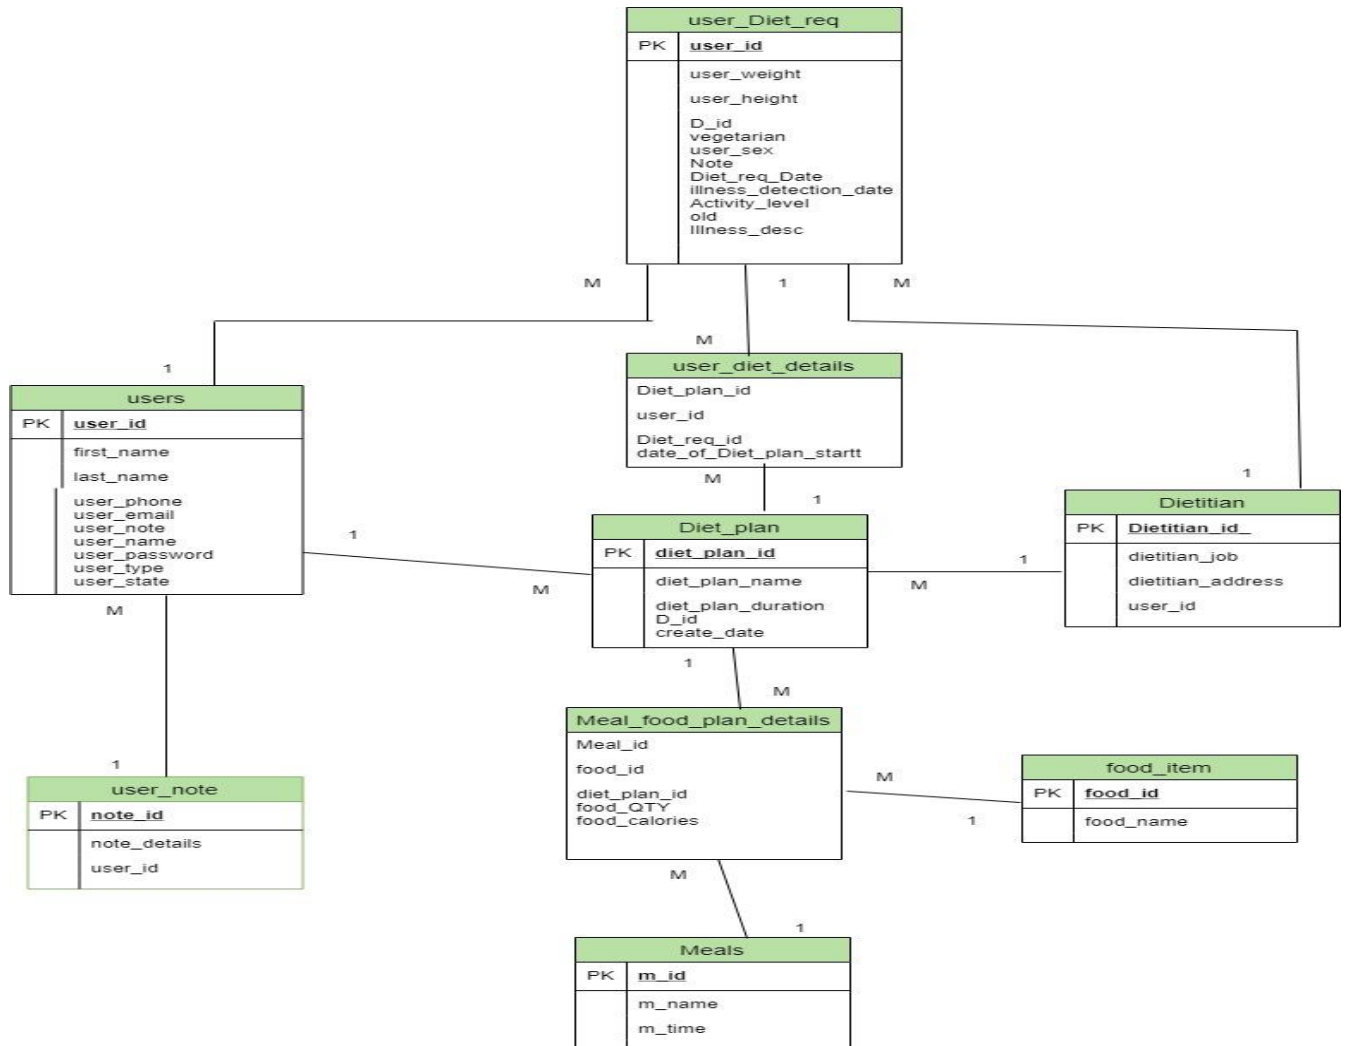 user_Diet_req
PK user_id
user_weight
user_height
D_id
vegetarian
user_sex
Note
Diet_req_Date
illness_detection_date
Activity_level
old
Illness_desc
M
1
M
M
1
user_diet_details
Diet_plan_id
user_id
Diet_req_id
date_of_Diet_plan_startt
M
1
users
PK user_id
first_name
last_name
user_phone
user_email
user_note
user_name
user_password
user_type
user_state
M
1
M
1
Dietitian
PK Dietitian_id_
dietitian_job
dietitian_address
user_id
Diet_plan
PK diet_plan_id
diet_plan_name
diet_plan_duration
D_id
create_date
1
M
1
M
Meal_food_plan_details
Meal_id
food_id
diet_plan_id
food_QTY
food_calories
M
1
food_item
PK food_id
food_name
1
user_note
PK note_id
note_details
user_id
M
1
Meals
PK m_id
m_name
m_time